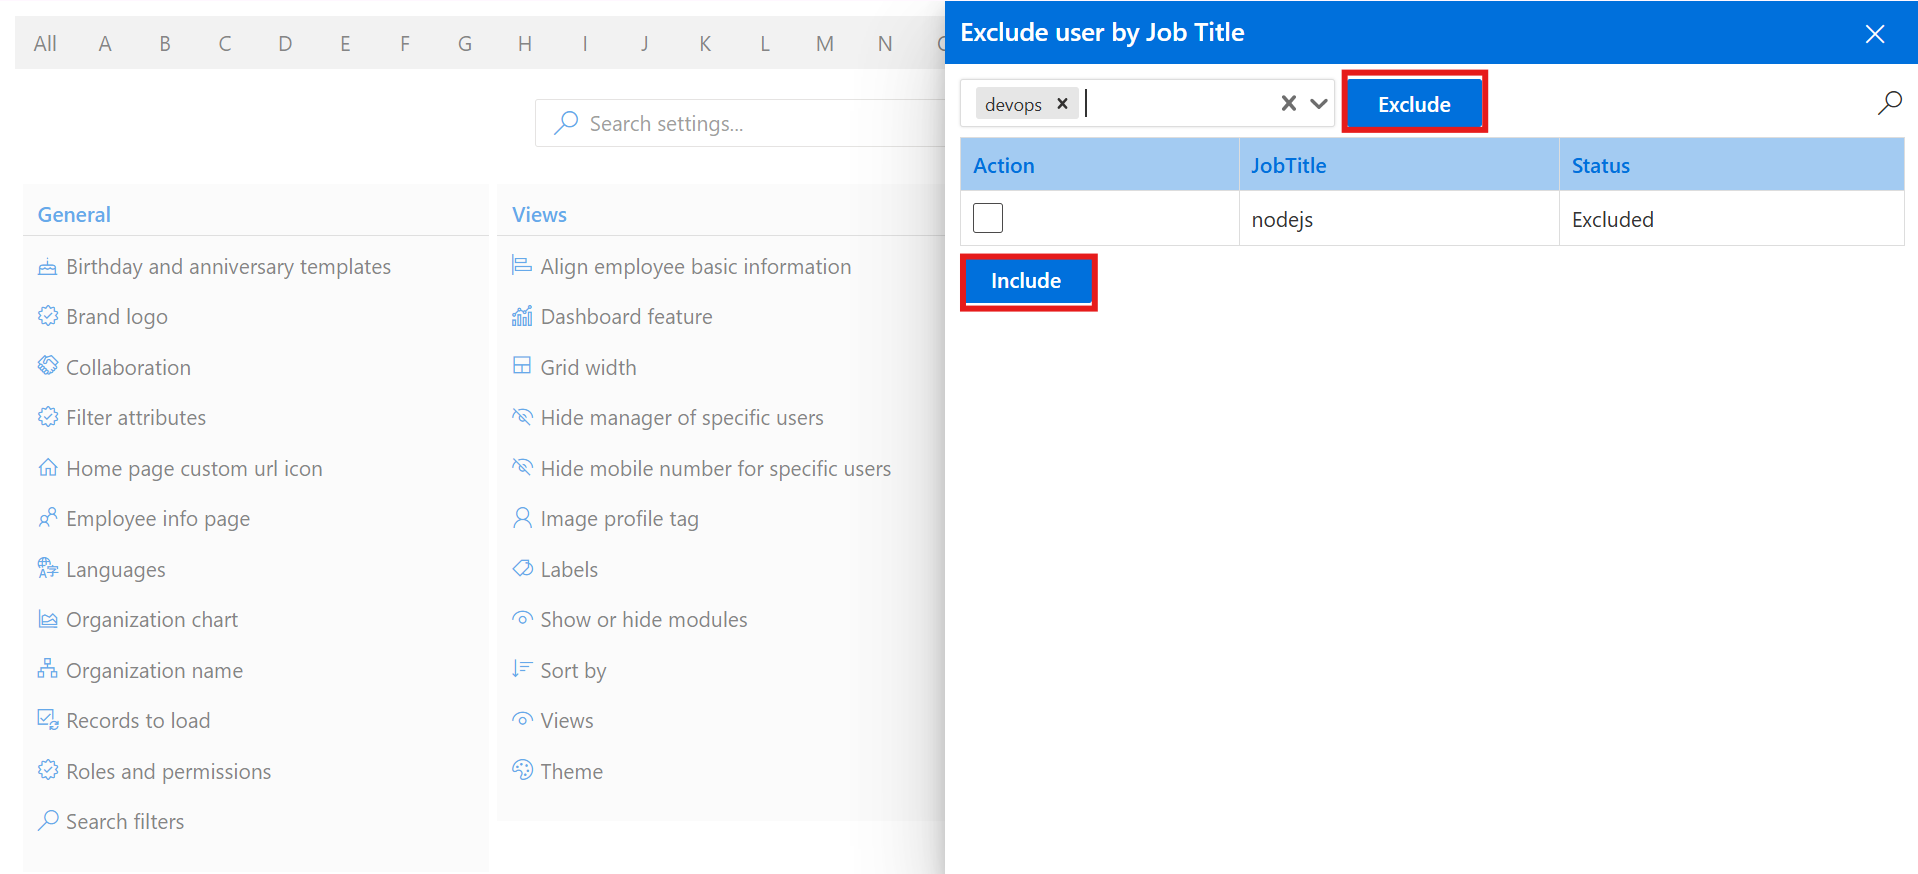 All A B C D E F G H I J K L M N
Search settings...
General
Birthday and anniversary templates
Brand logo
Collaboration
Filter attributes
Home page custom url icon
Employee info page
Languages
Organization chart
Organization name
Records to load
Roles and permissions
Search filters
Views
Align employee basic information
Dashboard feature
Grid width
Hide manager of specific users
Hide mobile number for specific users
Image profile tag
Labels
Show or hide modules
Sort by
Views
Theme
Exclude user by Job Title
devops
Exclude
Action JobTitle Status
nodejs Excluded
Include